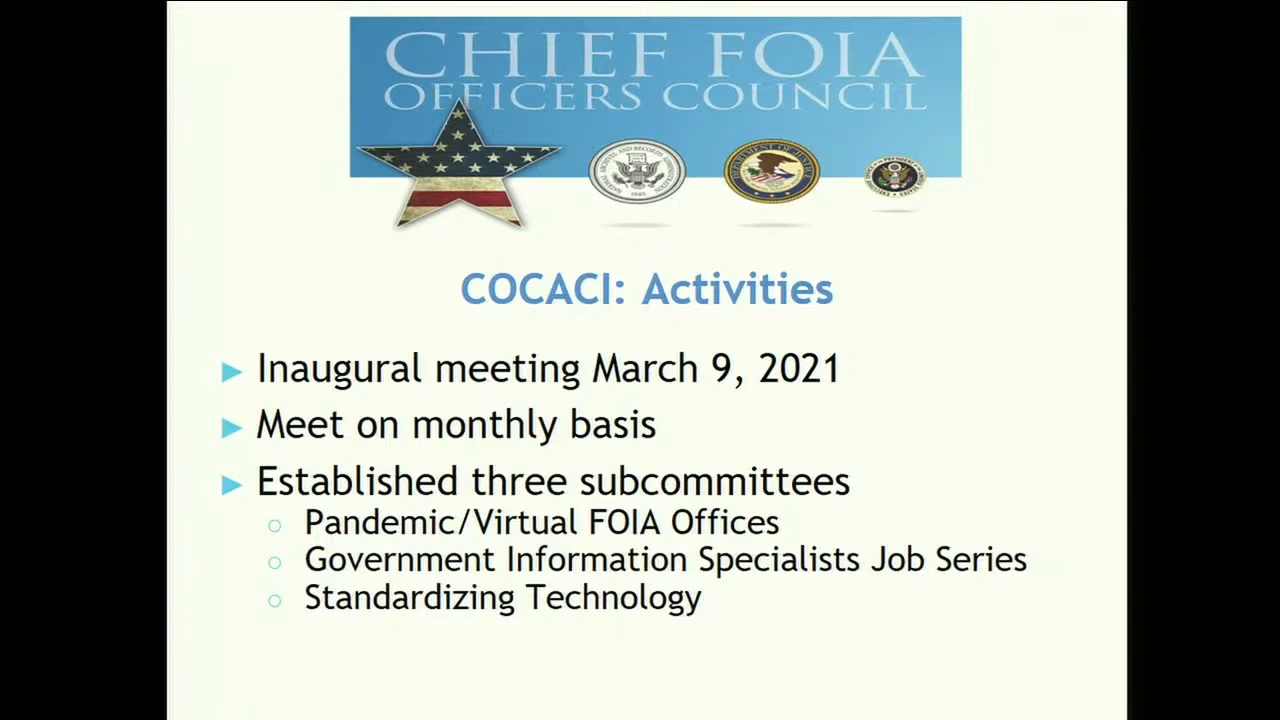 CHIEF FOIA
OFFICERS COUNCIL
COCACI: Activities
Inaugural meeting March 9, 2021
Meet on monthly basis
Established three subcommittees
Pandemic/Virtual FOIA Offices
Government Information Specialists Job Series
Standardizing Technology